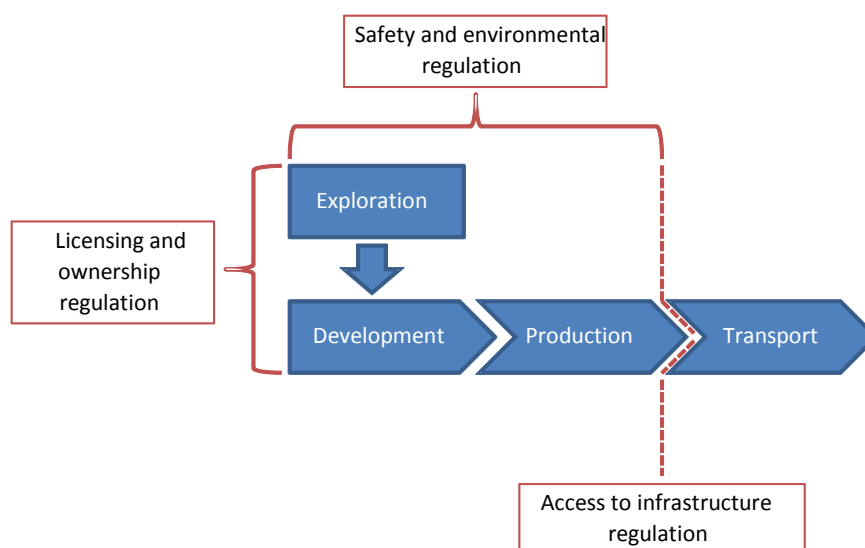 Safety and environmental
regulation
Exploration
Licensing and
ownership
regulation
Development
Production
Transport
Access to infrastructure
regulation